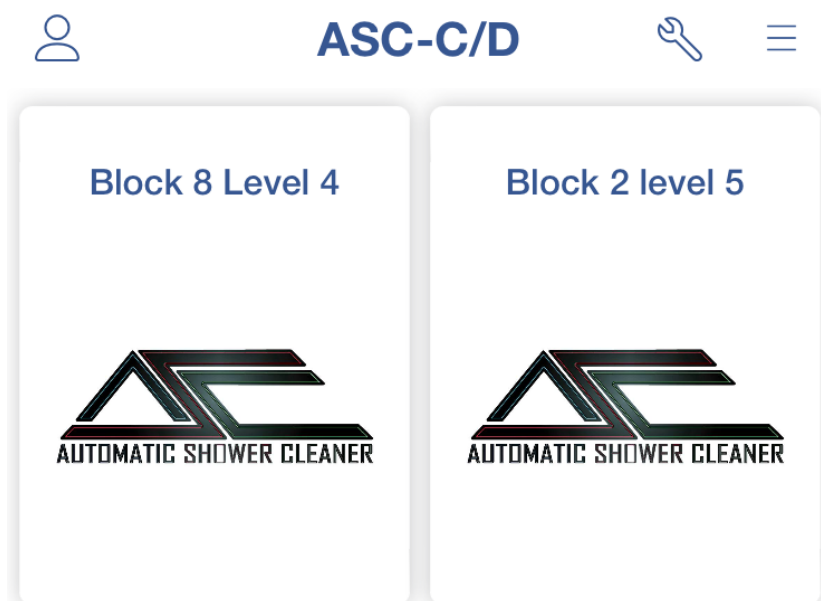 ASC-C/D
Block 8 Level 4
Block 2 level 5
AUTOMATIC SHOWER CLEANER
AUTOMATIC SHOWER CLEANER